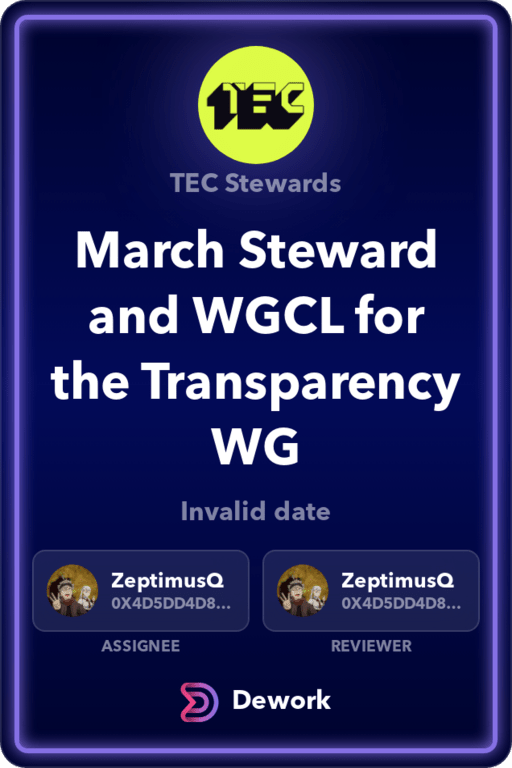 TEC
TEC Stewards
March Steward
and WGCL for
the Transparency
WG
Invalid date
ZeptimusQ
0X4D5DD4D8...
ASSIGNEE
ZeptimusQ
0X4D5DD4D8...
REVIEWER
Dework